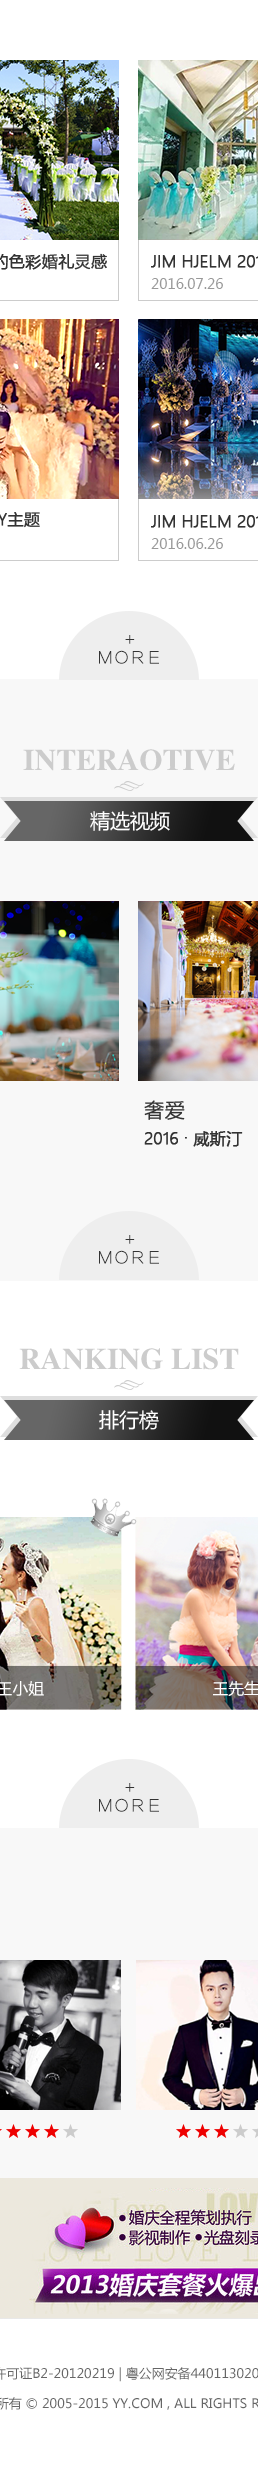 的色彩婚礼灵感
JIM HJELM 201
2016.07.26
Y主题
JIM HJELM 201
2016.06.26
+
MORE
INTERAOTIVE
精选视频
奢爱
2016 · 威斯汀
+
MORE
RANKING LIST
排行榜
王小姐
王先生
+
MORE
•婚庆全程策划执行
•影视制作 •光盘刻录
2013婚庆套餐火爆
许可证B2-20120219 | 粤公网安备440113020
所有 © 2005-2015 YY.COM , ALL RIGHTS R